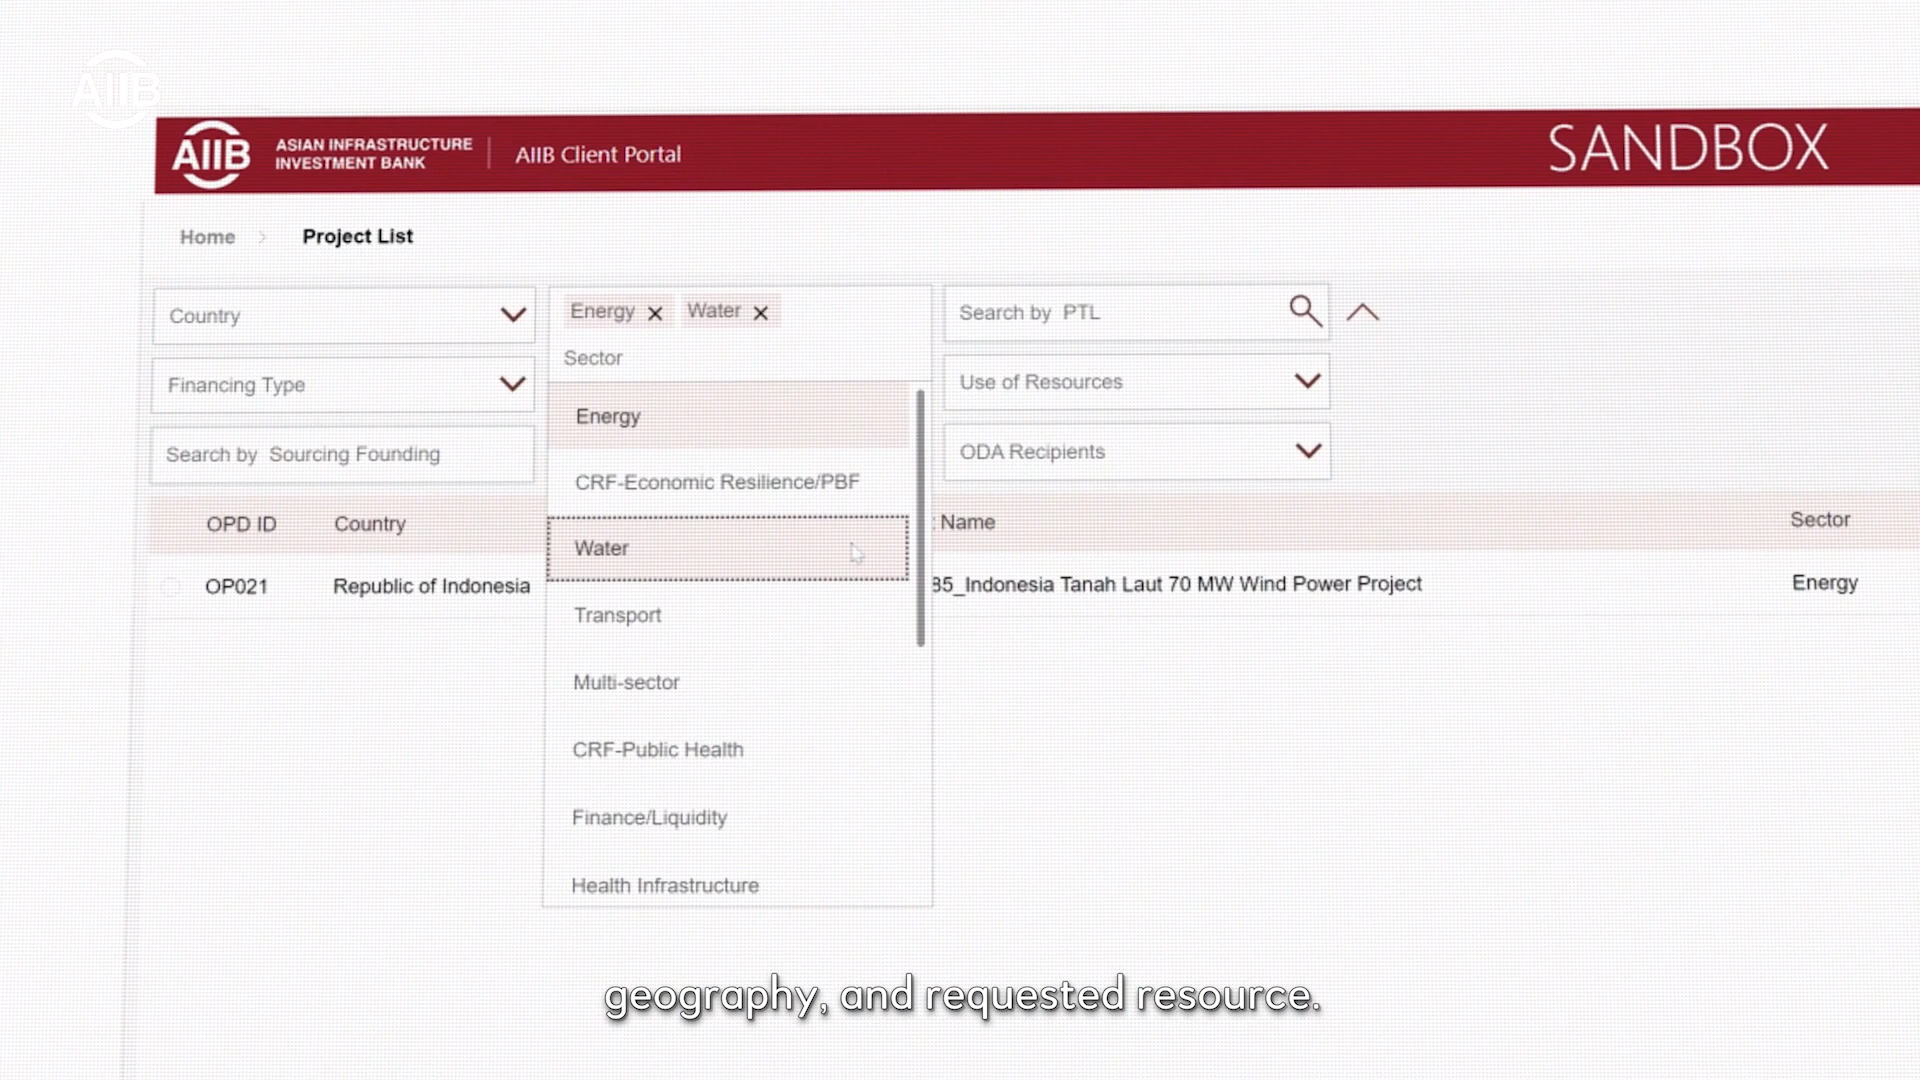 AIIB
AIIB
ASIAN INFRASTRUCTURE
INVESTMENT BANK
AIIB Client Portal
SANDBOX
Home
Project List
Country
Energy
Water
Search by PTL
Sector
Financing Type
Use of Resources
Energy
Search by Sourcing Founding
ODA Recipients
CRF-Economic Resilience/PBF
OPD ID
Country
: Name
Sector
Water
OP021
Republic of Indonesia
85_Indonesia Tanah Laut 70 MW Wind Power Project
Energy
Transport
Multi-sector
CRF-Public Health
Finance/Liquidity
Health Infrastructure
geography, and requested resource.